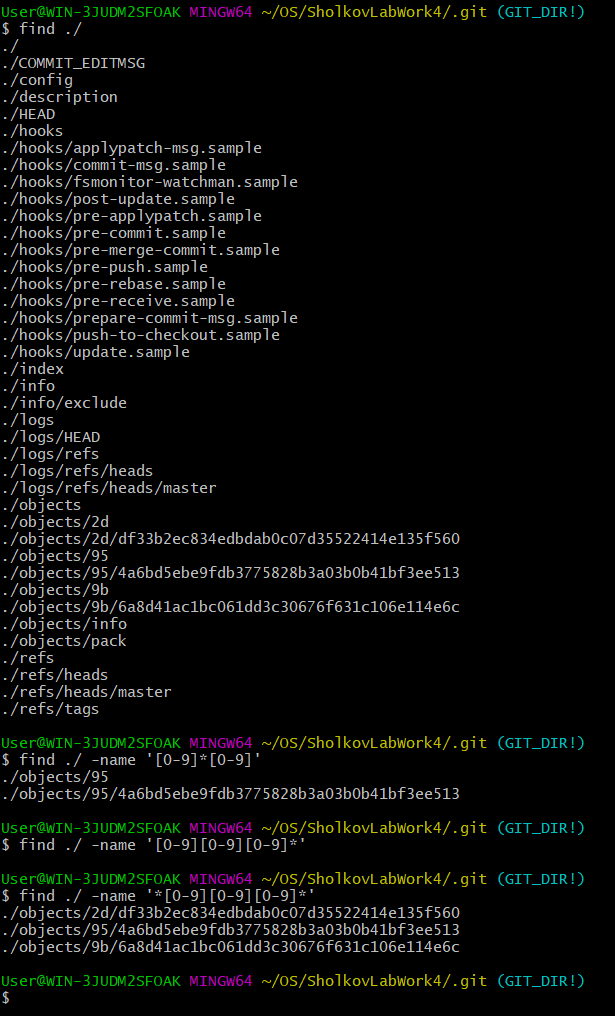 User@WIN-3JUDM2SFOAK MINGW64 ~/OS/SholkovLabWork4/.git (GIT_DIR!)
$ find ./
./
./COMMIT_EDITMSG
./config
./description
./HEAD
./hooks
./hooks/applypatch-msg.sample
./hooks/commit-msg.sample
./hooks/fsmonitor-watchman.sample
./hooks/post-update.sample
./hooks/pre-applypatch.sample
./hooks/pre-commit.sample
./hooks/pre-merge-commit.sample
./hooks/pre-push.sample
./hooks/pre-rebase.sample
./hooks/pre-receive.sample
./hooks/prepare-commit-msg.sample
./hooks/push-to-checkout.sample
./hooks/update.sample
./index
./info
./info/exclude
./logs
./logs/HEAD
./logs/refs
./logs/refs/heads
./logs/refs/heads/master
./objects
./objects/2d
./objects/2d/df33b2ec834edbdab0c07d35522414e135f560
./objects/95
./objects/95/4a6bd5ebe9fdb3775828b3a03b0b41bf3ee513
./objects/9b
./objects/9b/6a8d41ac1bc061dd3c30676f631c106e114e6c
./objects/info
./objects/pack
./refs
./refs/heads
./refs/heads/master
./refs/tags
User@WIN-3JUDM2SFOAK MINGW64 ~/OS/SholkovLabWork4/.git (GIT_DIR!)
$ find ./ -name '[0-9]*[0-9]'
./objects/95
./objects/95/4a6bd5ebe9fdb3775828b3a03b0b41bf3ee513
User@WIN-3JUDM2SFOAK MINGW64 ~/OS/SholkovLabWork4/.git (GIT_DIR!)
$ find ./ -name '[0-9][0-9][0-9]*'
User@WIN-3JUDM2SFOAK MINGW64 ~/OS/SholkovLabWork4/.git (GIT_DIR!)
$ find ./ -name '*[0-9][0-9][0-9]*'
./objects/2d/df33b2ec834edbdab0c07d35522414e135f560
./objects/95/4a6bd5ebe9fdb3775828b3a03b0b41bf3ee513
./objects/9b/6a8d41ac1bc061dd3c30676f631c106e114e6c
User@WIN-3JUDM2SFOAK MINGW64 ~/OS/SholkovLabWork4/.git (GIT_DIR!)
$